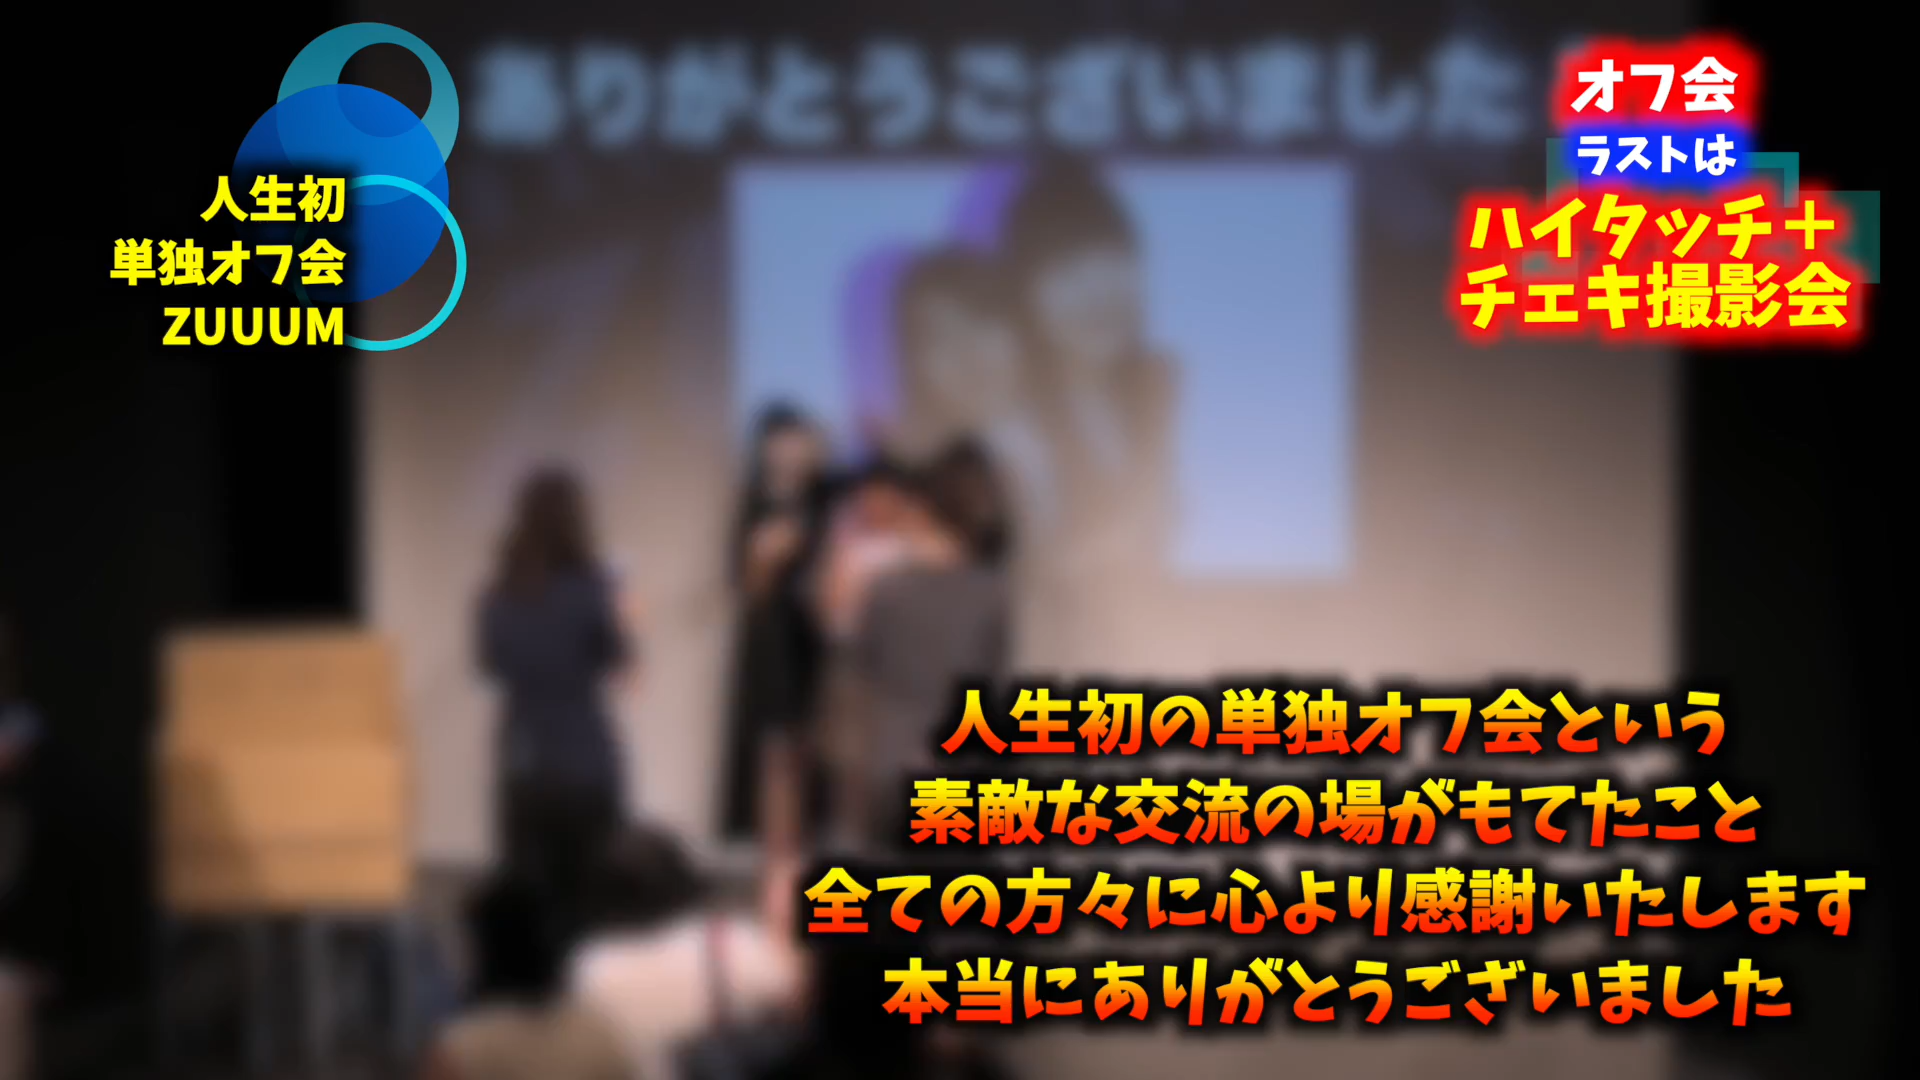 ありがとうございました
人生初
単独オフ会
ZUUUM
オフ会
ラストは
ハイタッチ＋
チェキ撮影会
人生初の単独オフ会という
素敵な交流の場がもてたこと
全ての方々に心より感謝いたします
本当にありがとうございました